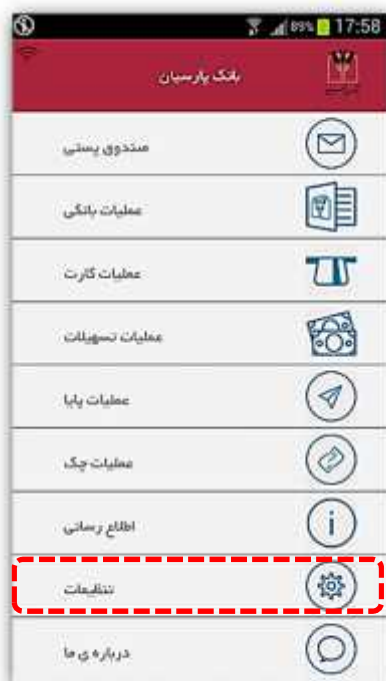 89% 17:58
بانک پارسیان
صندوق پستی
عملیات بانکی
عملیات کارت
عملیات تسهیلات
عملیات پایا
عملیات چک
اطلاع رسانی
تنظیمات
درباره ی ما